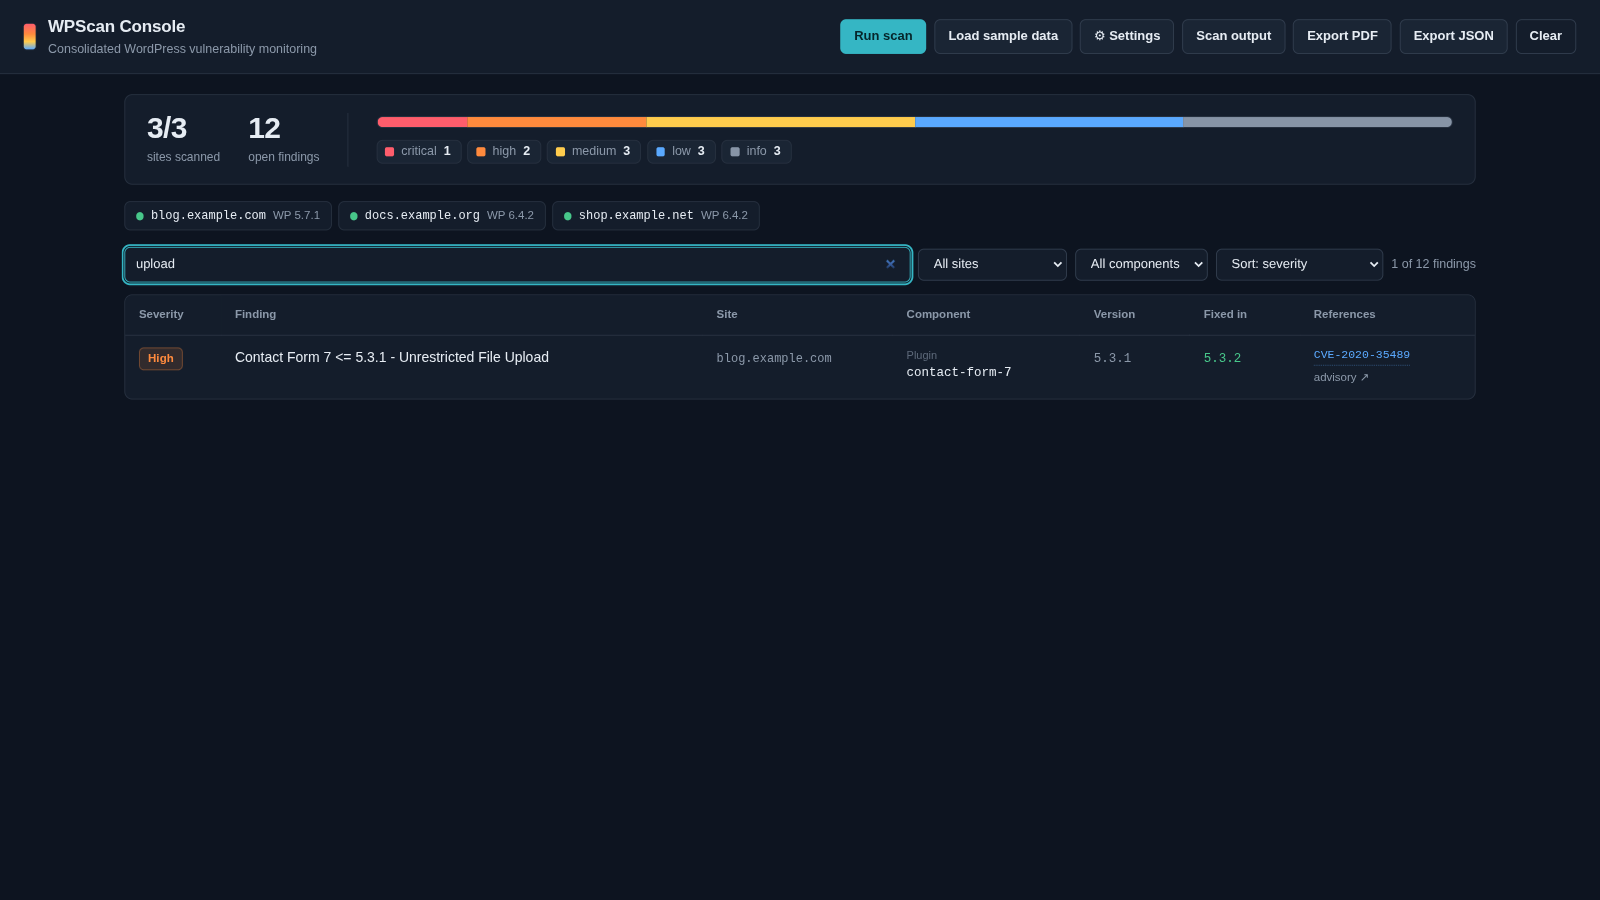 WPScan Console
Consolidated WordPress vulnerability monitoring
Run scan
Load sample data
⚙ Settings
Scan output
Export PDF
Export JSON
Clear
3/3
sites scanned
12
open findings
critical 1
high 2
medium 3
low 3
info 3
blog.example.com WP 5.7.1
docs.example.org WP 6.4.2
shop.example.net WP 6.4.2
upload
All sites
All components
Sort: severity
1 of 12 findings
Severity Finding Site Component Version Fixed in References
High
Contact Form 7 <= 5.3.1 - Unrestricted File Upload
blog.example.com
Plugin
contact-form-7
5.3.1
5.3.2
CVE-2020-35489
advisory ↗